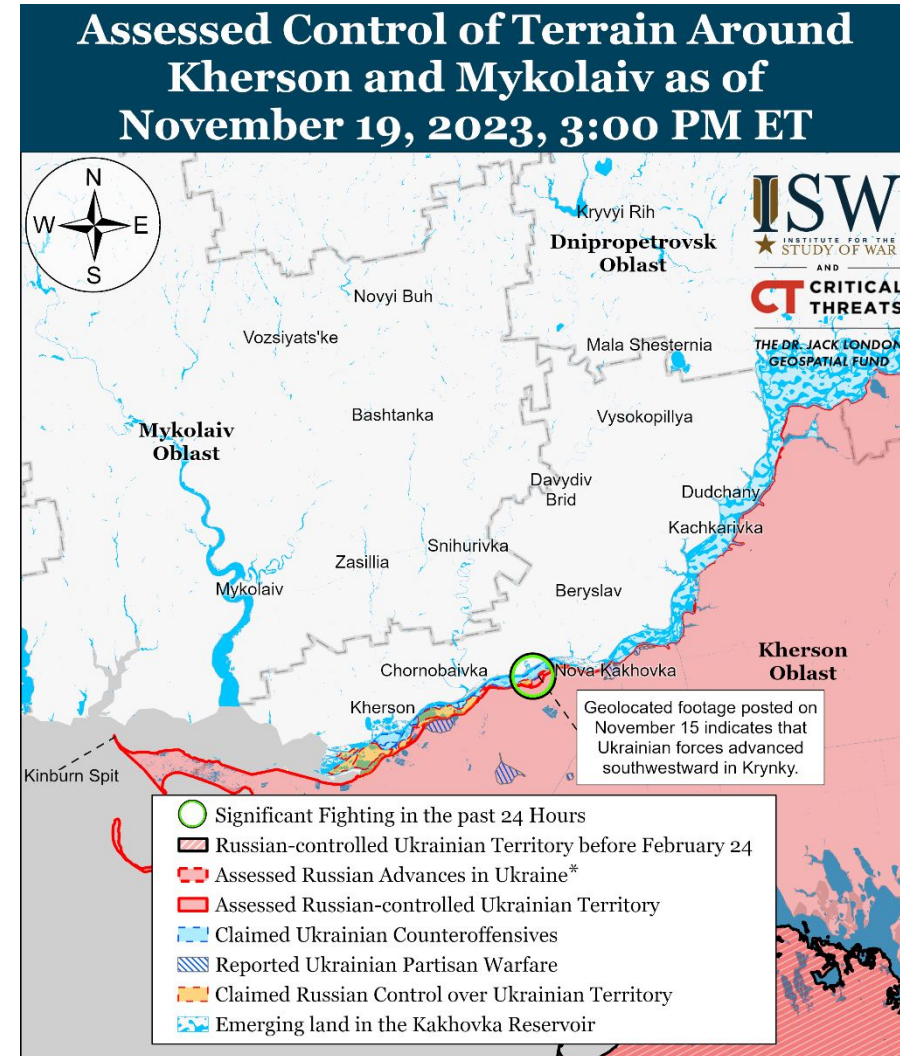 Assessed Control of Terrain Around
Kherson and Mykolaiv as of
November 19, 2023, 3:00 PM ET
N
W E
S
ISW
INSTITUTE FOR THE
STUDY OF WAR
AND
CT CRITICAL
THREATS
THE DR. JACK LONDON
GEOSPATIAL FUND
Kryvyi Rih
Dnipropetrovsk
Oblast
Novyi Buh
Vozsiyats'ke
Mala Shesternia
Bashtanka
Vysokopillya
Mykolaiv
Oblast
Davydiv
Brid
Dudchany
Kachkarivka
Snihurivka
Zasillia
Mykolaiv
Beryslav
Kherson
Oblast
Chornobaivka
Nova Kakhovka
Kherson
Geolocated footage posted on
November 15 indicates that
Ukrainian forces advanced
southwestward in Krynky.
Kinburn Spit
Significant Fighting in the past 24 Hours
Russian-controlled Ukrainian Territory before February 24
Assessed Russian Advances in Ukraine*
Assessed Russian-controlled Ukrainian Territory
Claimed Ukrainian Counteroffensives
Reported Ukrainian Partisan Warfare
Claimed Russian Control over Ukrainian Territory
Emerging land in the Kakhovka Reservoir